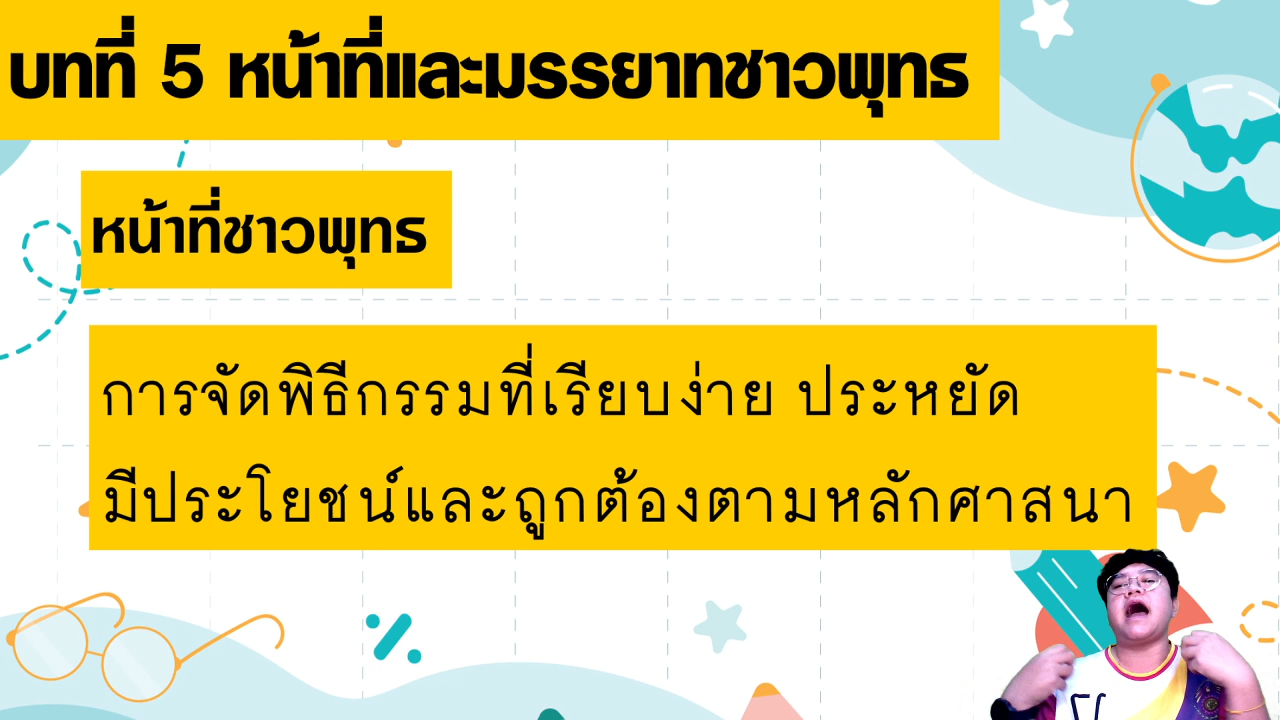 บทที่ 5 หน้าที่และมรรยาทชาวพุทธ
หน้าที่ชาวพุทธ
การจัดพิธีกรรมที่เรียบง่าย ประหยัด
มีประโยชน์และถูกต้องตามหลักศาสนา